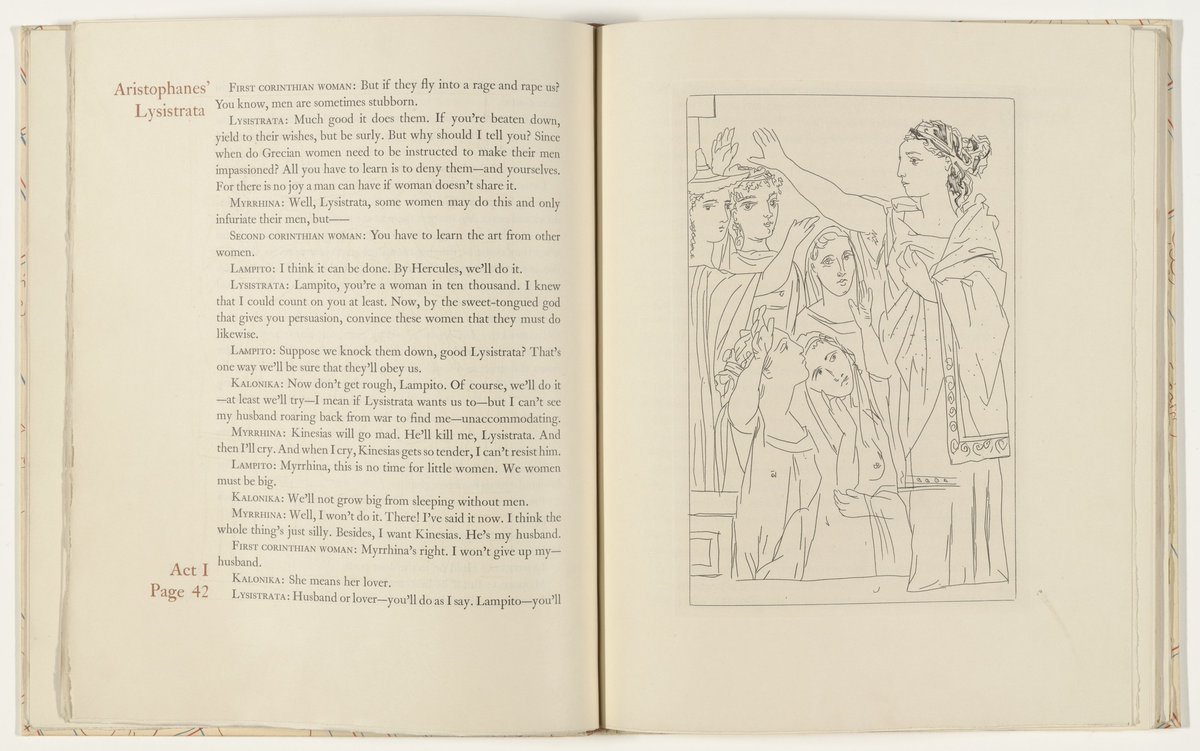 Aristophanes'
Lysistrata
First corinthian woman: But if they fly into a rage and rape us?
You know, men are sometimes stubborn.
Lysistrata: Much good it does them. If you're beaten down,
yield to their wishes, but be surly. But why should I tell you? Since
when do Grecian women need to be instructed to make their men
impassioned? All you have to learn is to deny them—and yourselves.
For there is no joy a man can have if woman doesn't share it.
Myrrhina: Well, Lysistrata, some women may do this and only
infuriate their men, but——
Second corinthian woman: You have to learn the art from other
women.
Lampito: I think it can be done. By Hercules, we'll do it.
Lysistrata: Lampito, you're a woman in ten thousand. I knew
that I could count on you at least. Now, by the sweet-tongued god
that gives you persuasion, convince these women that they must do
likewise.
Lampito: Suppose we knock them down, good Lysistrata? That's
one way we'll be sure that they'll obey us.
Kalonika: Now don't get rough, Lampito. Of course, we'll do it
—at least we'll try—I mean if Lysistrata wants us to—but I can't see
my husband roaring back from war to find me—unaccommodating.
Myrrhina: Kinesias will go mad. He'll kill me, Lysistrata. And
then I'll cry. And when I cry, Kinesias gets so tender, I can't resist him.
Lampito: Myrrhina, this is no time for little women. We women
must be big.
Kalonika: We'll not grow big from sleeping without men.
Myrrhina: Well, I won't do it. There! I've said it now. I think the
whole thing's just silly. Besides, I want Kinesias. He's my husband.
First corinthian woman: Myrrhina's right. I won't give up my—
husband.
Kalonika: She means her lover.
Lysistrata: Husband or lover—you'll do as I say. Lampito—you'll
Act I
Page 42